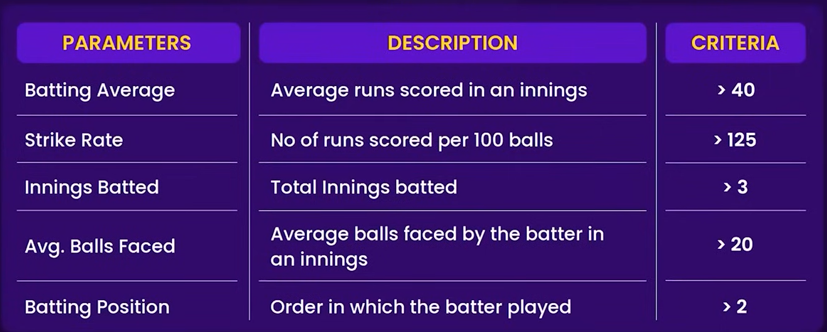 PARAMETERS DESCRIPTION CRITERIA
Batting Average Average runs scored in an innings > 40
Strike Rate No of runs scored per 100 balls > 125
Innings Batted Total Innings batted > 3
Avg. Balls Faced Average balls faced by the batter in
an innings > 20
Batting Position Order in which the batter played > 2